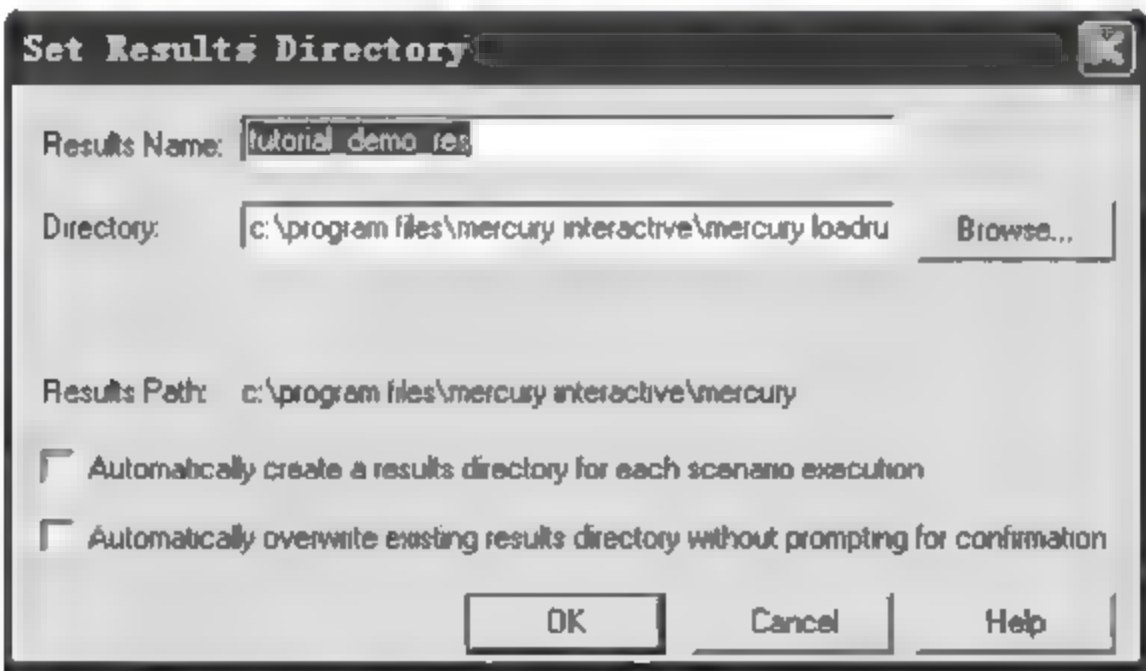 Set Results Directory
Results Name: tutorial_demo_res
Directory: c:\program files\mercury interactive\mercury loadru Browse...
Results Path: c:\program files\mercury interactive\mercury
Automatically create a results directory for each scenario execution
Automatically overwrite existing results directory without prompting for confirmation
OK Cancel Help